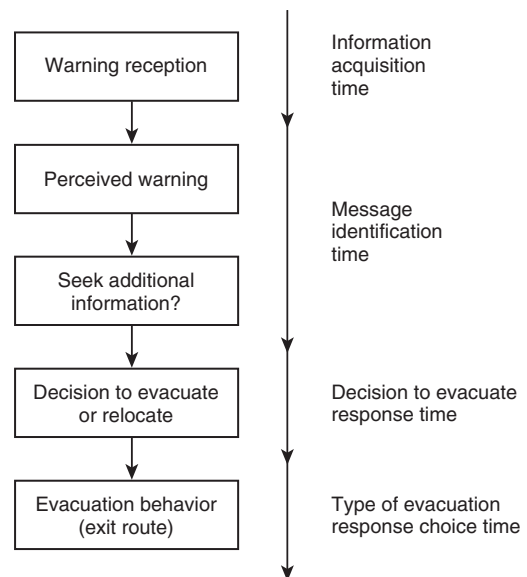 Warning reception
Information
acquisition
time
Perceived warning
Message
identification
time
Seek additional
information?
Decision to evacuate
or relocate
Decision to evacuate
response time
Evacuation behavior
(exit route)
Type of evacuation
response choice time